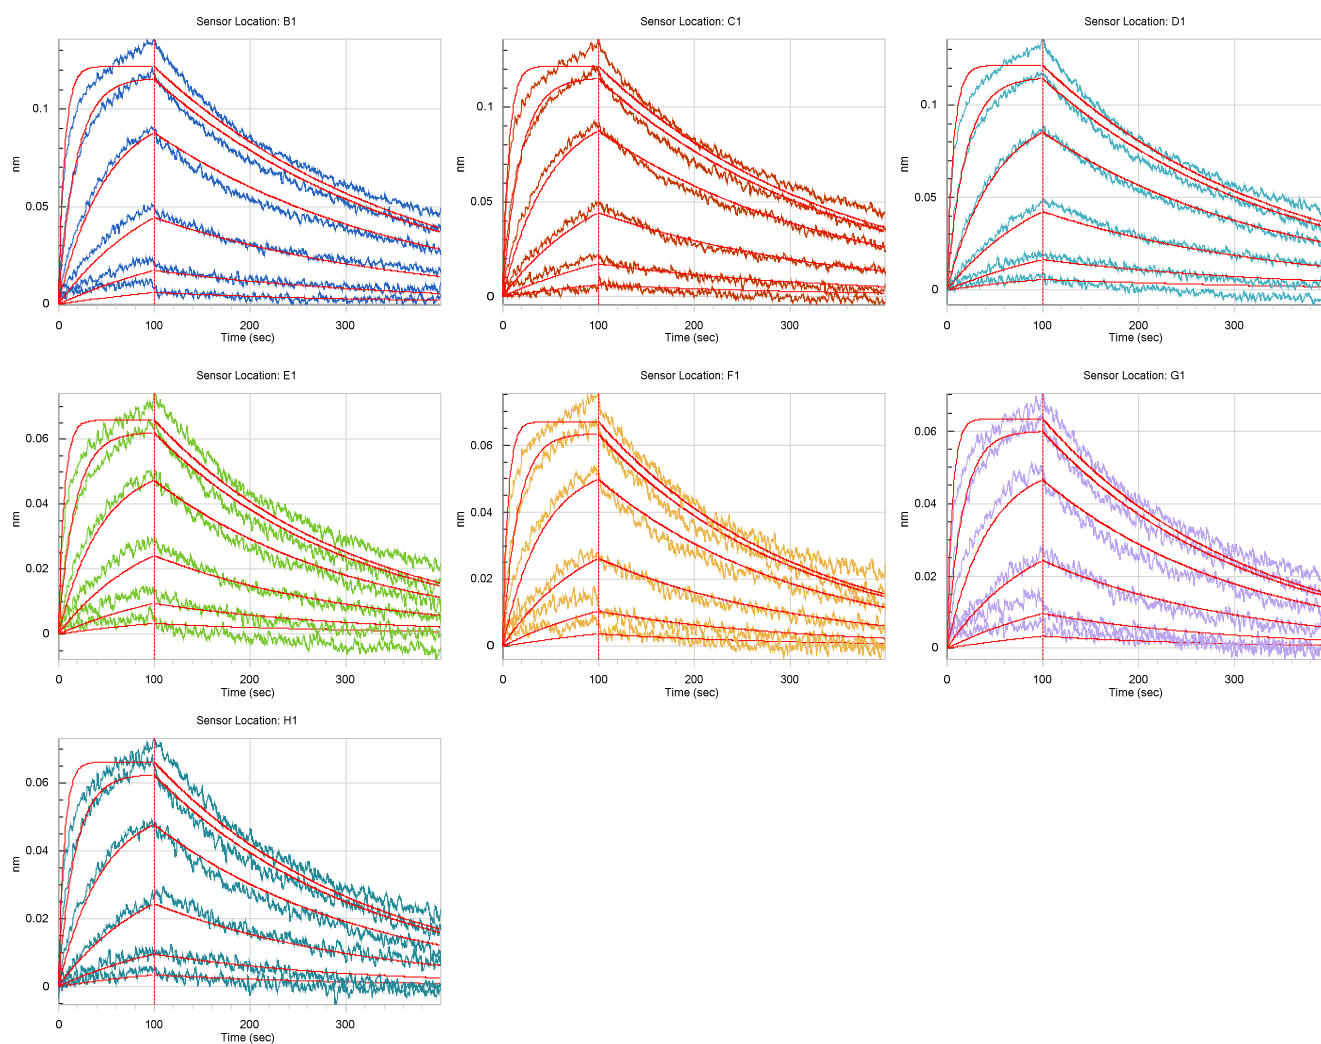 Sensor Location: B1
nm
0.1
0.05
0
0 100 200 300
Time (sec)
Sensor Location: C1
nm
0.1
0.05
0
0 100 200 300
Time (sec)
Sensor Location: D1
nm
0.1
0.05
0
0 100 200 300
Time (sec)
Sensor Location: E1
nm
0.06
0.04
0.02
0
0 100 200 300
Time (sec)
Sensor Location: F1
nm
0.06
0.04
0.02
0
0 100 200 300
Time (sec)
Sensor Location: G1
nm
0.06
0.04
0.02
0
0 100 200 300
Time (sec)
Sensor Location: H1
nm
0.06
0.04
0.02
0
0 100 200 300
Time (sec)